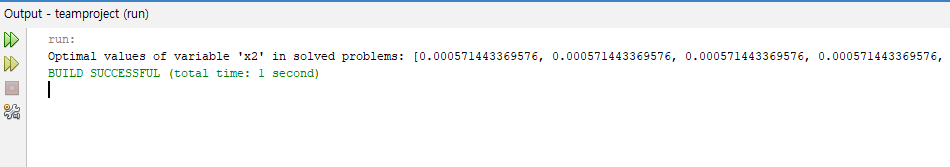 Output - teamproject (run)
run:
Optimal values of variable 'x2' in solved problems: [0.000571443369576, 0.000571443369576, 0.000571443369576, 0.000571443369576,
BUILD SUCCESSFUL (total time: 1 second)